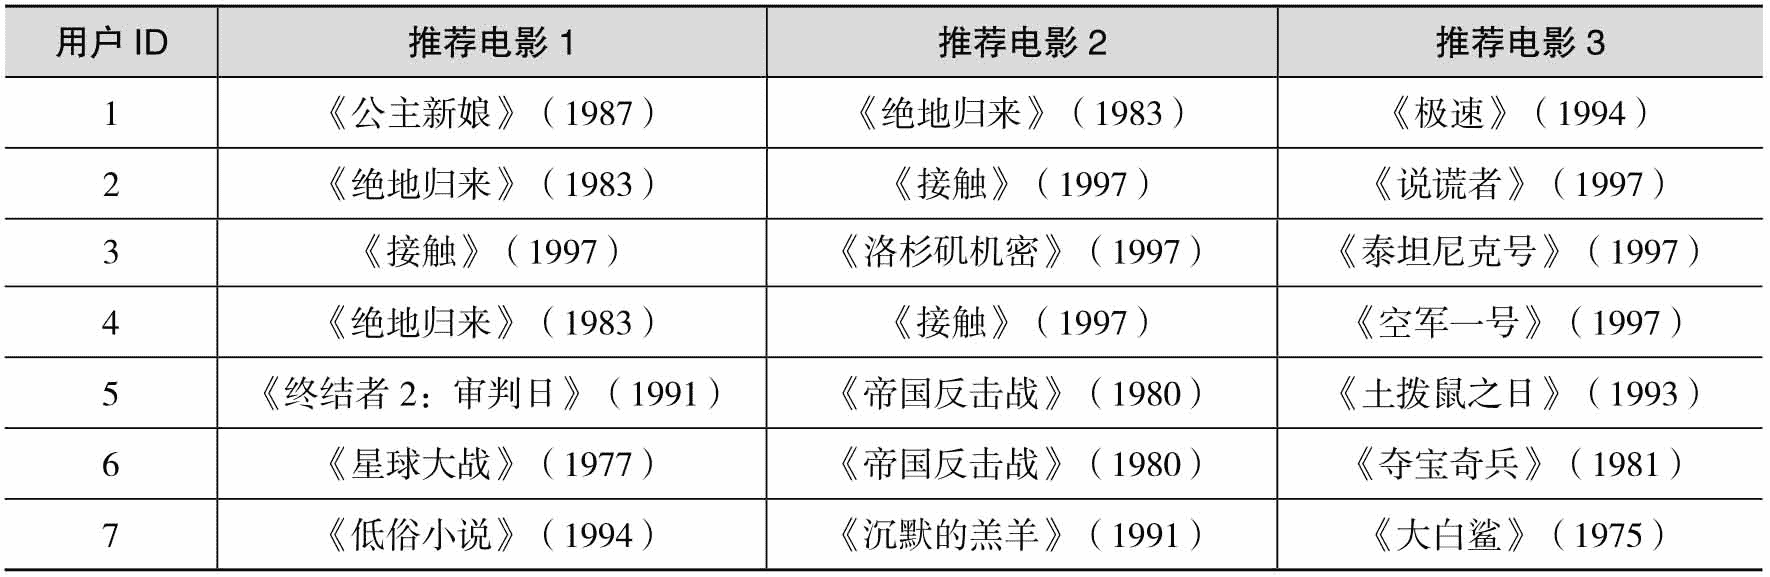 用户 ID 推荐电影 1 推荐电影 2 推荐电影 3
1 《公主新娘》（1987） 《绝地归来》（1983） 《极速》（1994）
2 《绝地归来》（1983） 《接触》（1997） 《说谎者》（1997）
3 《接触》（1997） 《洛杉矶机密》（1997） 《泰坦尼克号》（1997）
4 《绝地归来》（1983） 《接触》（1997） 《空军一号》（1997）
5 《终结者 2：审判日》（1991） 《帝国反击战》（1980） 《土拨鼠之日》（1993）
6 《星球大战》（1977） 《帝国反击战》（1980） 《夺宝奇兵》（1981）
7 《低俗小说》（1994） 《沉默的羔羊》（1991） 《大白鲨》（1975）